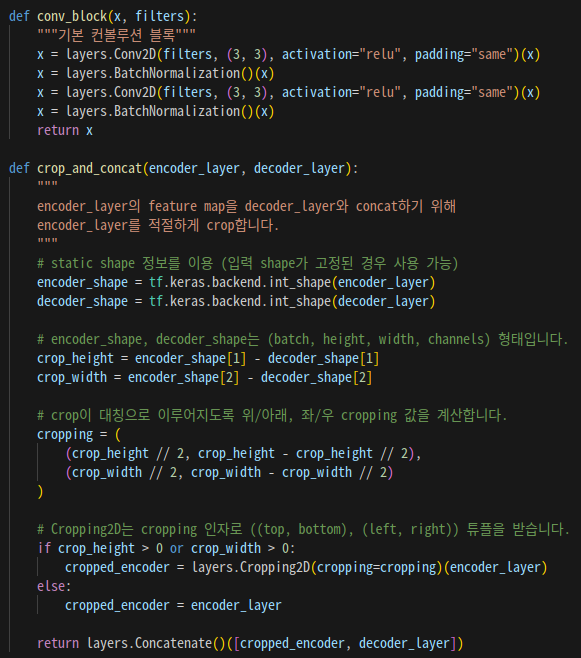 def conv_block(x, filters):
    """기본 컨볼루션 블록"""
    x = layers.Conv2D(filters, (3, 3), activation="relu", padding="same")(x)
    x = layers.BatchNormalization()(x)
    x = layers.Conv2D(filters, (3, 3), activation="relu", padding="same")(x)
    x = layers.BatchNormalization()(x)
    return x

def crop_and_concat(encoder_layer, decoder_layer):
    """
    encoder_layer의 feature map을 decoder_layer와 concat하기 위해
    encoder_layer를 적절하게 crop합니다.
    """
    # static shape 정보를 이용 (입력 shape가 고정된 경우 사용 가능)
    encoder_shape = tf.keras.backend.int_shape(encoder_layer)
    decoder_shape = tf.keras.backend.int_shape(decoder_layer)

    # encoder_shape, decoder_shape는 (batch, height, width, channels) 형태입니다.
    crop_height = encoder_shape[1] - decoder_shape[1]
    crop_width = encoder_shape[2] - decoder_shape[2]

    # crop이 대칭으로 이루어지도록 위/아래, 좌/우 cropping 값을 계산합니다.
    cropping = (
        (crop_height // 2, crop_height - crop_height // 2),
        (crop_width // 2, crop_width - crop_width // 2)
    )

    # Cropping2D는 cropping 인자로 ((top, bottom), (left, right)) 튜플을 받습니다.
    if crop_height > 0 or crop_width > 0:
        cropped_encoder = layers.Cropping2D(cropping=cropping)(encoder_layer)
    else:
        cropped_encoder = encoder_layer

    return layers.Concatenate()([cropped_encoder, decoder_layer])